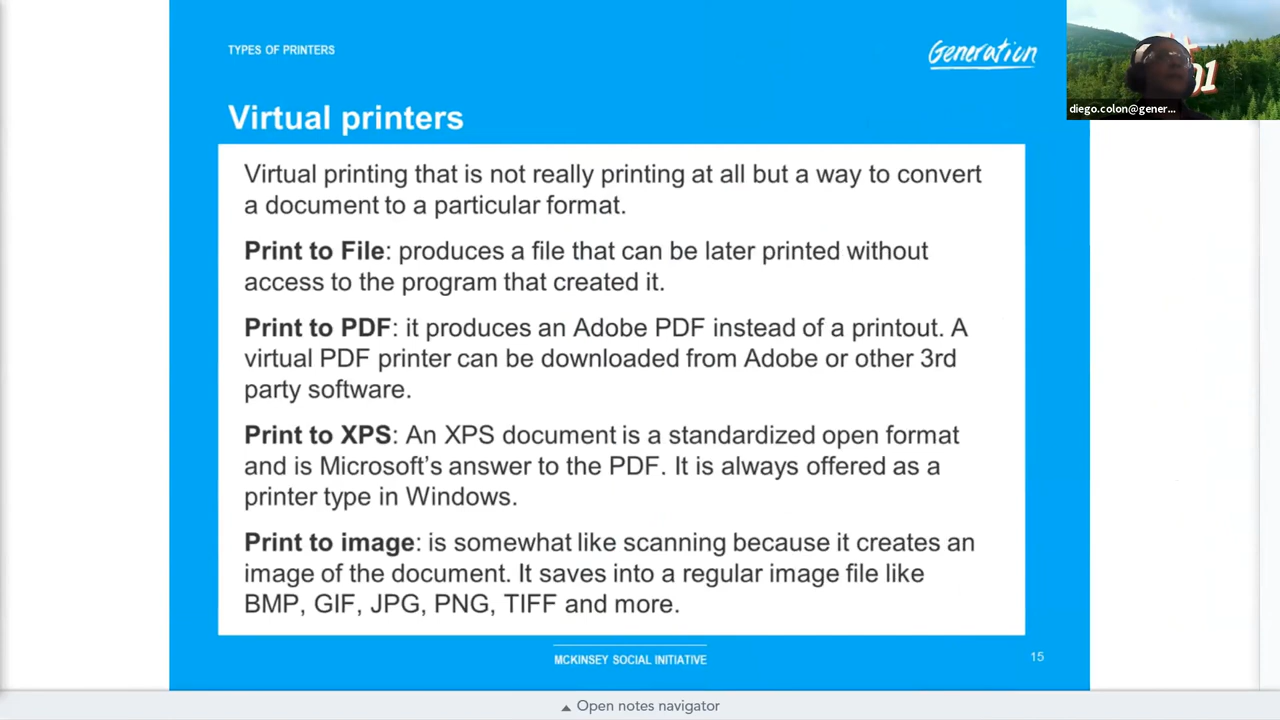 TYPES OF PRINTERS
Generation
diego.colon@gener...
Virtual printers
Virtual printing that is not really printing at all but a way to convert
a document to a particular format.
Print to File: produces a file that can be later printed without
access to the program that created it.
Print to PDF: it produces an Adobe PDF instead of a printout. A
virtual PDF printer can be downloaded from Adobe or other 3rd
party software.
Print to XPS: An XPS document is a standardized open format
and is Microsoft’s answer to the PDF. It is always offered as a
printer type in Windows.
Print to image: is somewhat like scanning because it creates an
image of the document. It saves into a regular image file like
BMP, GIF, JPG, PNG, TIFF and more.
MCKINSEY SOCIAL INITIATIVE
15
Open notes navigator